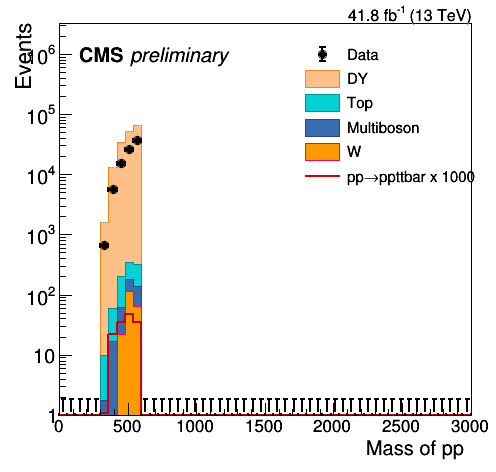 41.8 fb⁻¹ (13 TeV)
Events
CMS preliminary
Data
DY
Top
Multiboson
W
pp→ppttbar x 1000
10⁶
10⁵
10⁴
10³
10²
10
1
0 500 1000 1500 2000 2500 3000
Mass of pp